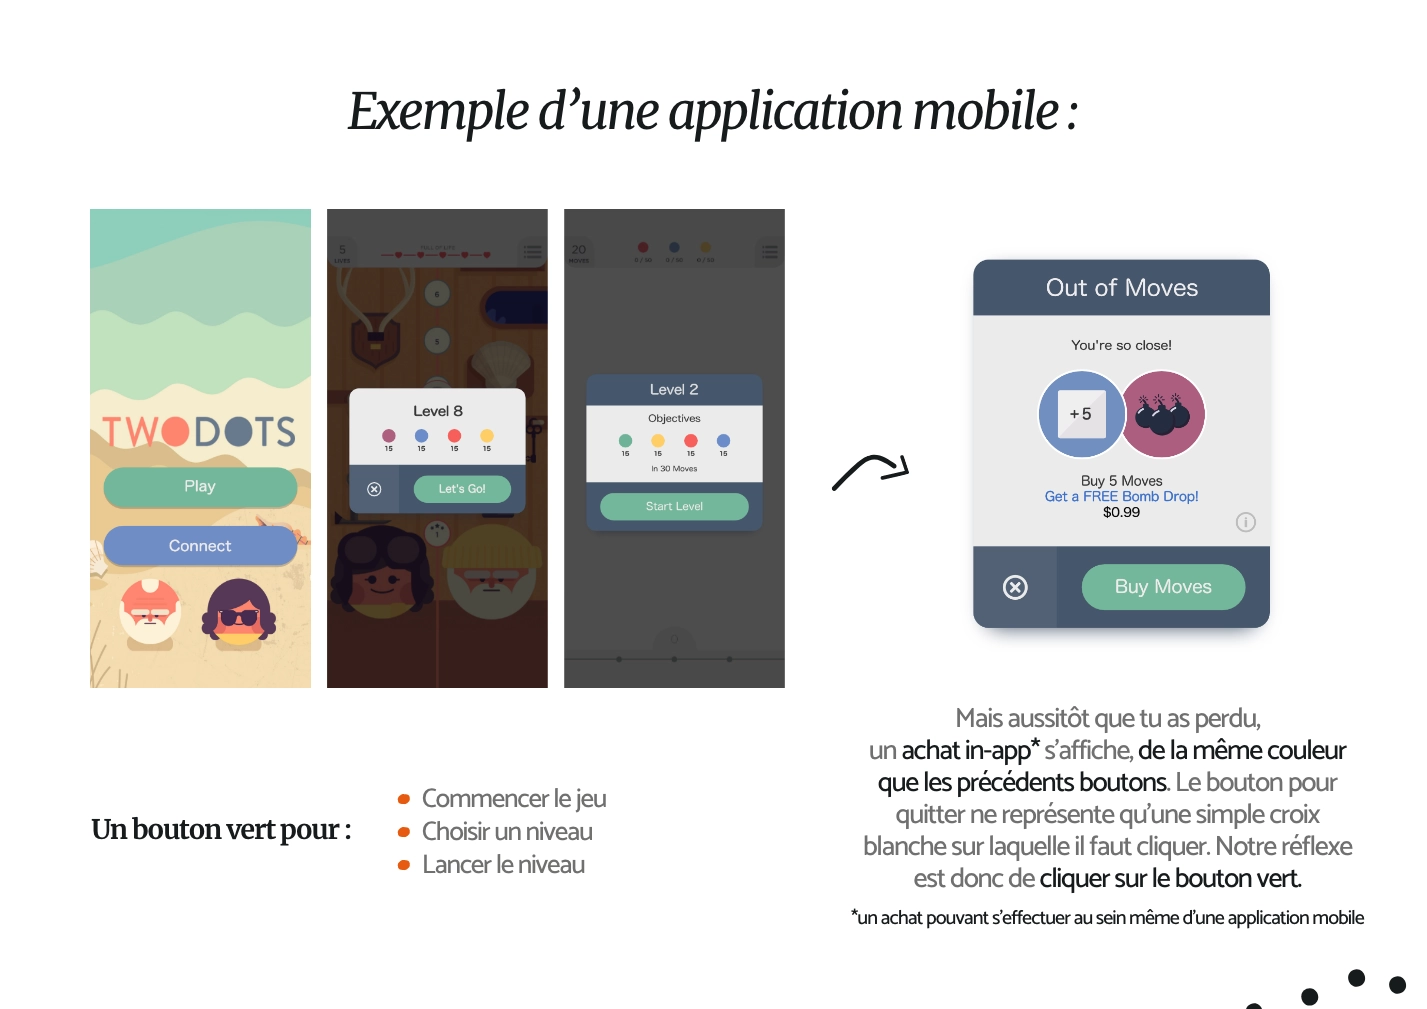 Exemple d’une application mobile :
TWODOTS
Play
Connect
5
LIVES
6
5
Level 8
15 15 15 15
Let's Go!
1
20
MOVES
Level 2
Objectives
15 15 15 15
In 30 Moves
Start Level
Out of Moves
You're so close!
+5
Buy 5 Moves
Get a FREE Bomb Drop!
$0.99
i
Buy Moves
Un bouton vert pour :
Commencer le jeu
Choisir un niveau
Lancer le niveau
Mais aussitôt que tu as perdu,
un achat in-app* s’affiche, de la même couleur
que les précédents boutons. Le bouton pour
quitter ne représente qu’une simple croix
blanche sur laquelle il faut cliquer. Notre réflexe
est donc de cliquer sur le bouton vert.
*un achat pouvant s’effectuer au sein même d’une application mobile